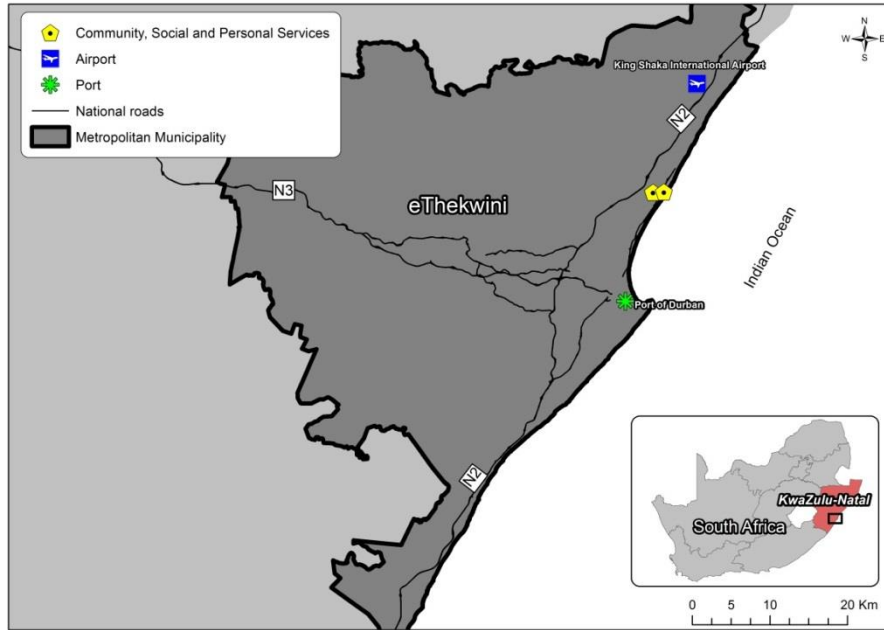 Community, Social and Personal Services
Airport
Port
National roads
Metropolitan Municipality
N
W E
S
King Shaka International Airport
N2
N3
eThekwini
Indian Ocean
Port of Durban
N2
KwaZulu-Natal
South Africa
0 5 10 20 Km